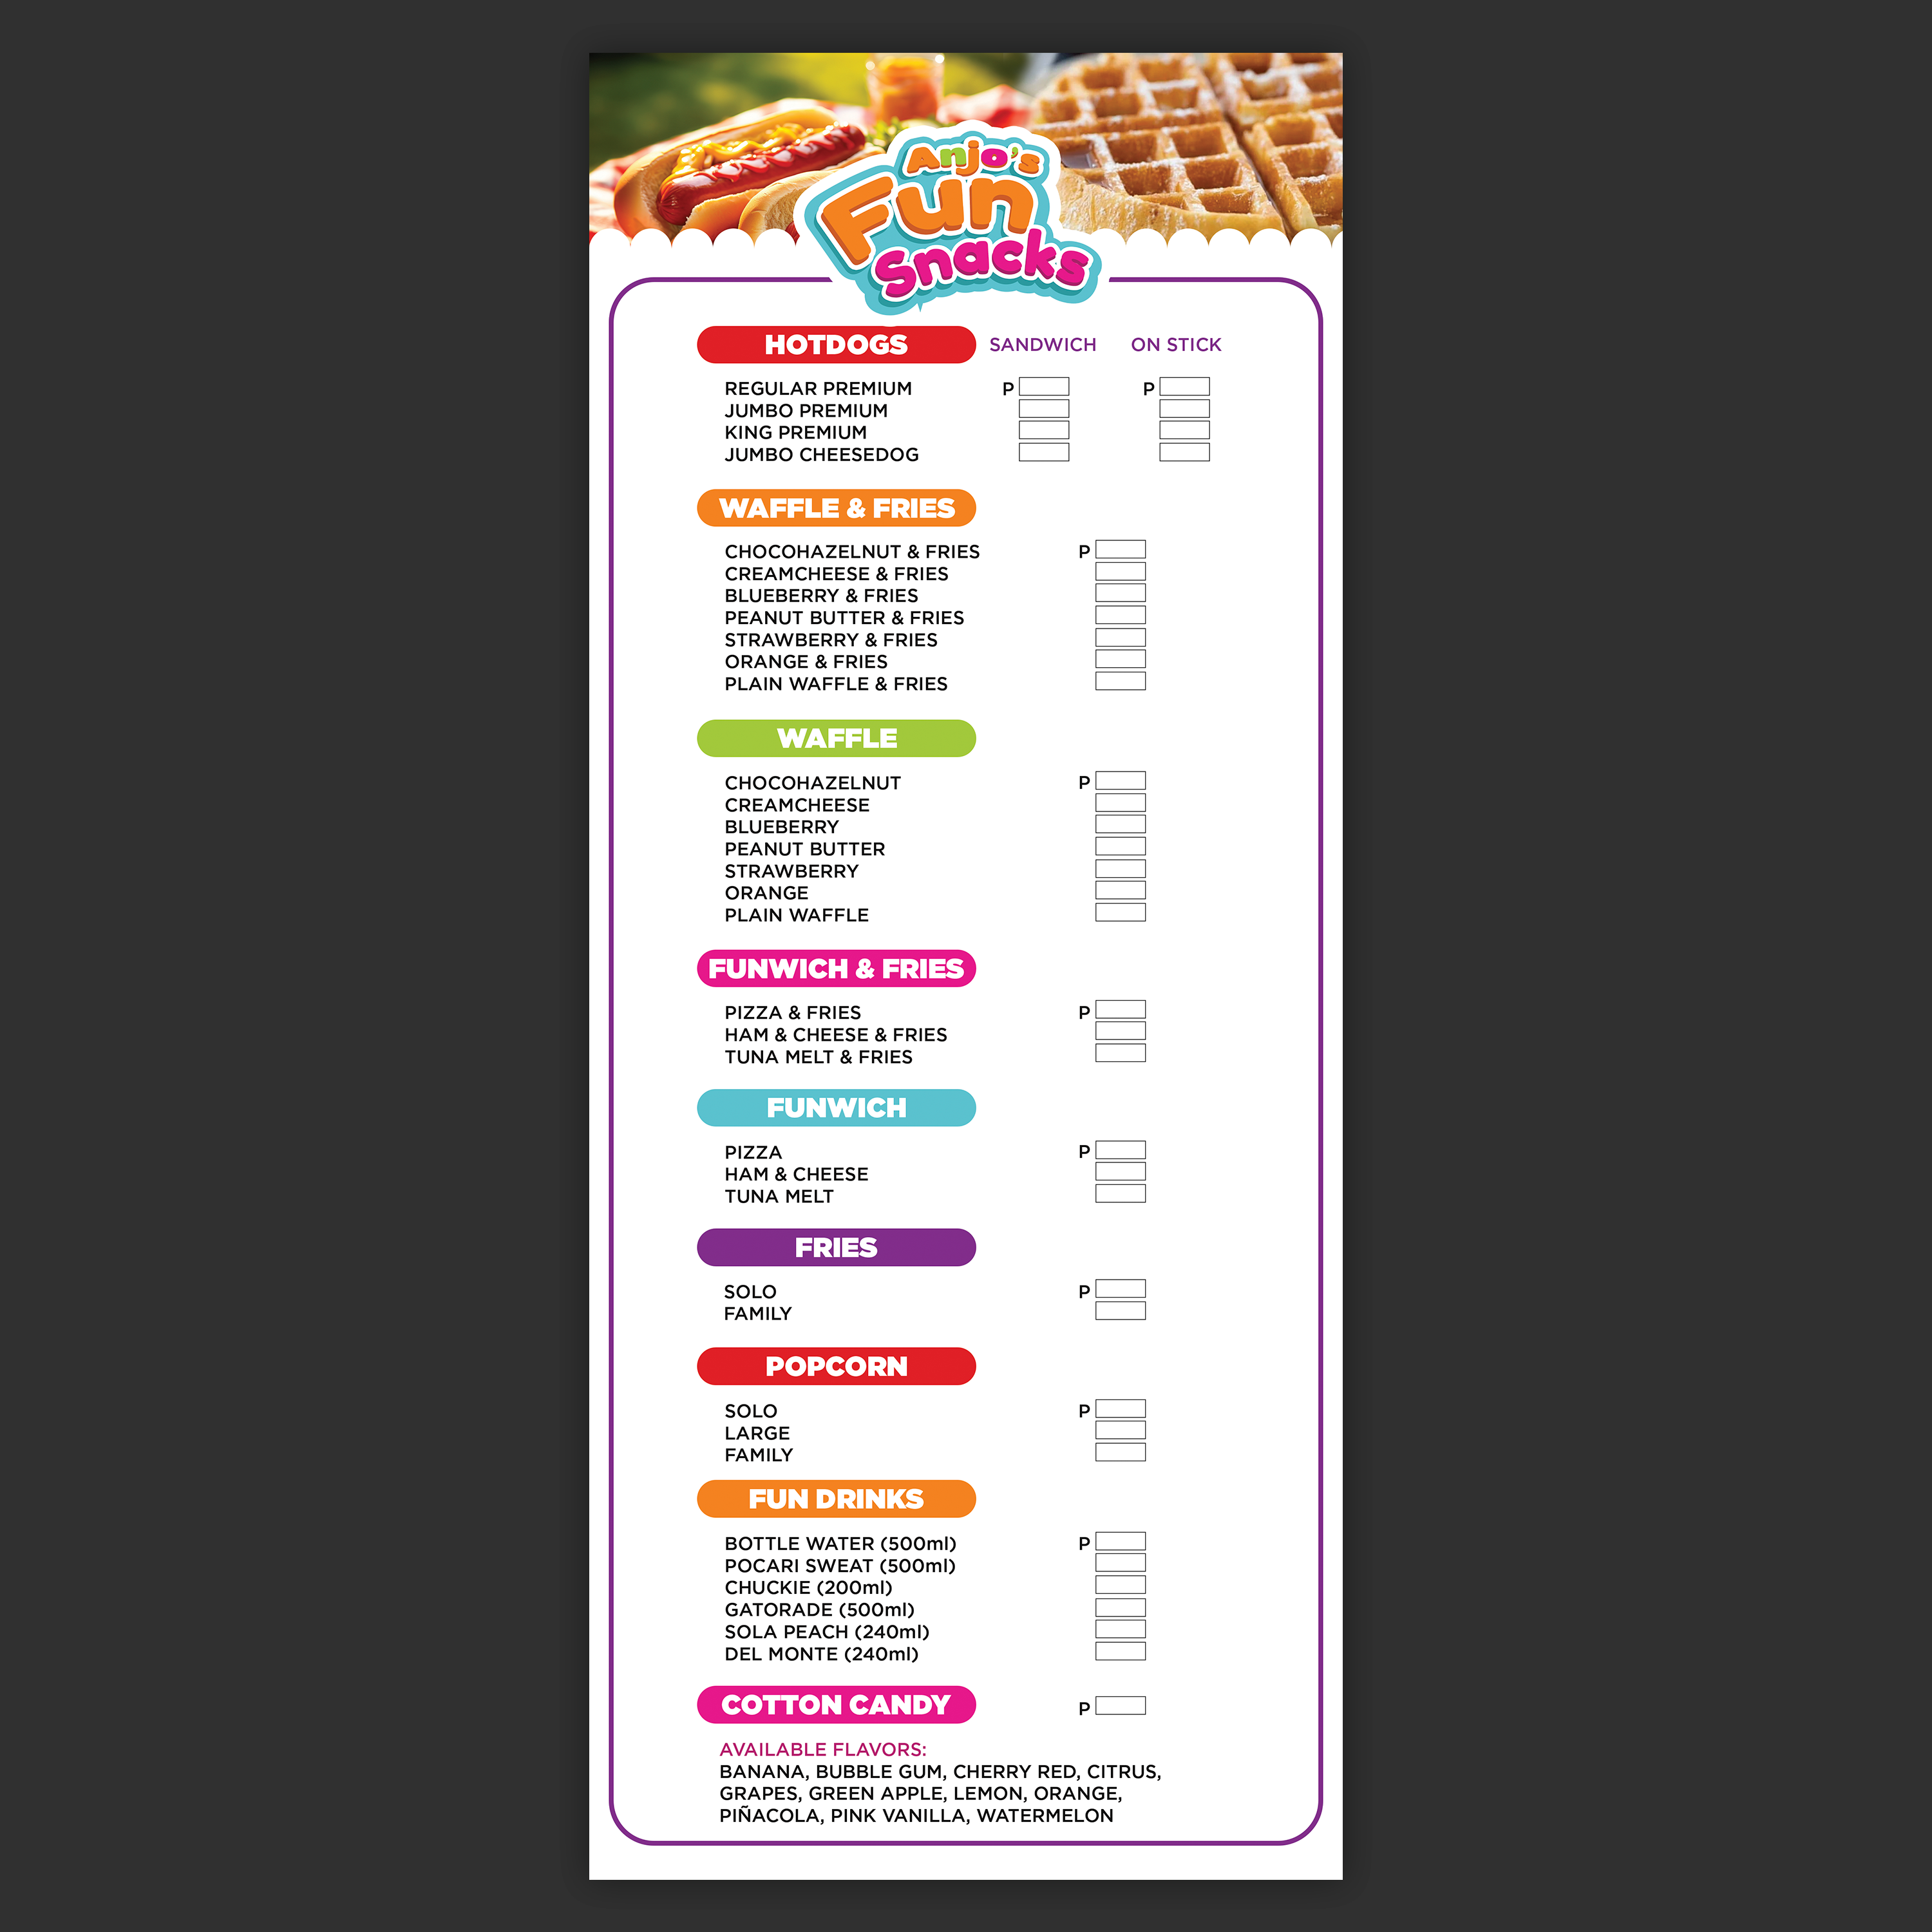 Anjo's
Fun
Snacks
HOTDOGS SANDWICH ON STICK
REGULAR PREMIUM P P
JUMBO PREMIUM
KING PREMIUM
JUMBO CHEESEDOG
WAFFLE & FRIES
CHOCOHAZELNUT & FRIES P
CREAMCHEESE & FRIES
BLUEBERRY & FRIES
PEANUT BUTTER & FRIES
STRAWBERRY & FRIES
ORANGE & FRIES
PLAIN WAFFLE & FRIES
WAFFLE
CHOCOHAZELNUT P
CREAMCHEESE
BLUEBERRY
PEANUT BUTTER
STRAWBERRY
ORANGE
PLAIN WAFFLE
FUNWICH & FRIES
PIZZA & FRIES P
HAM & CHEESE & FRIES
TUNA MELT & FRIES
FUNWICH
PIZZA P
HAM & CHEESE
TUNA MELT
FRIES
SOLO P
FAMILY
POPCORN
SOLO P
LARGE
FAMILY
FUN DRINKS
BOTTLE WATER (500ml) P
POCARI SWEAT (500ml)
CHUCKIE (200ml)
GATORADE (500ml)
SOLA PEACH (240ml)
DEL MONTE (240ml)
COTTON CANDY P
AVAILABLE FLAVORS:
BANANA, BUBBLE GUM, CHERRY RED, CITRUS,
GRAPES, GREEN APPLE, LEMON, ORANGE,
PIÑACOLA, PINK VANILLA, WATERMELON